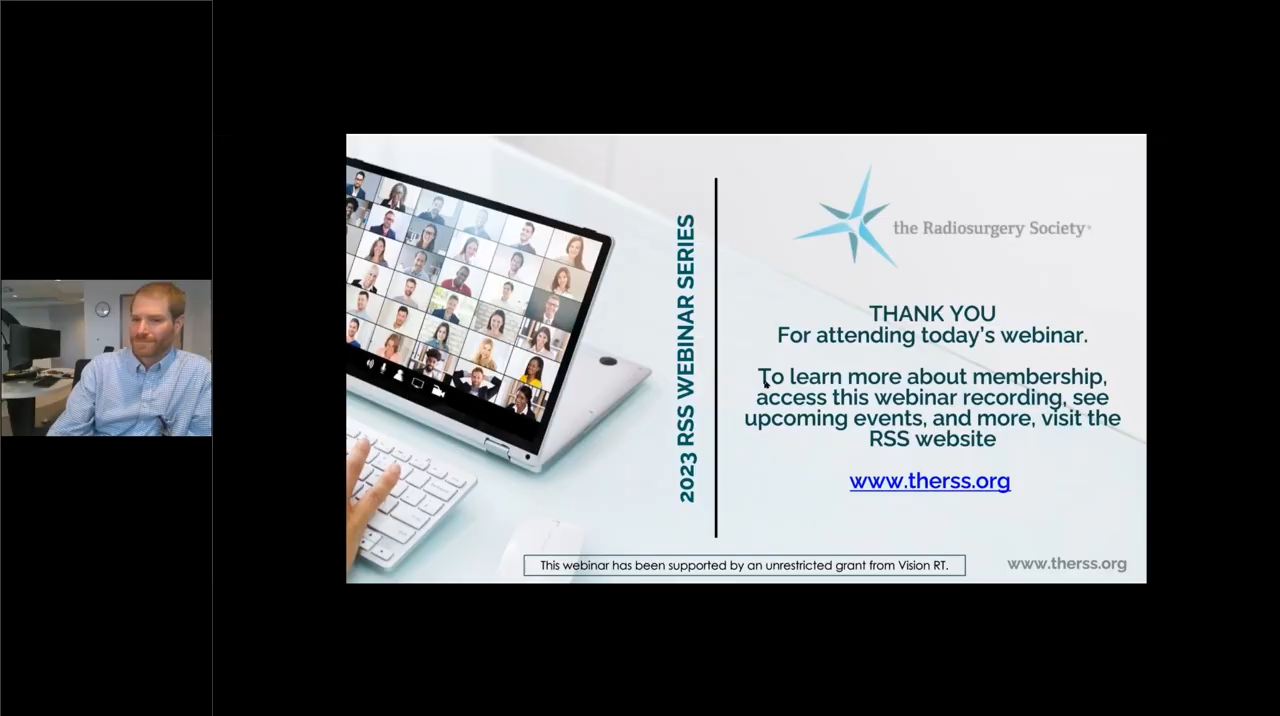 2023 RSS WEBINAR SERIES
the Radiosurgery Society
THANK YOU
For attending today's webinar.
To learn more about membership,
access this webinar recording, see
upcoming events, and more, visit the
RSS website
www.therss.org
This webinar has been supported by an unrestricted grant from Vision RT.
www.therss.org